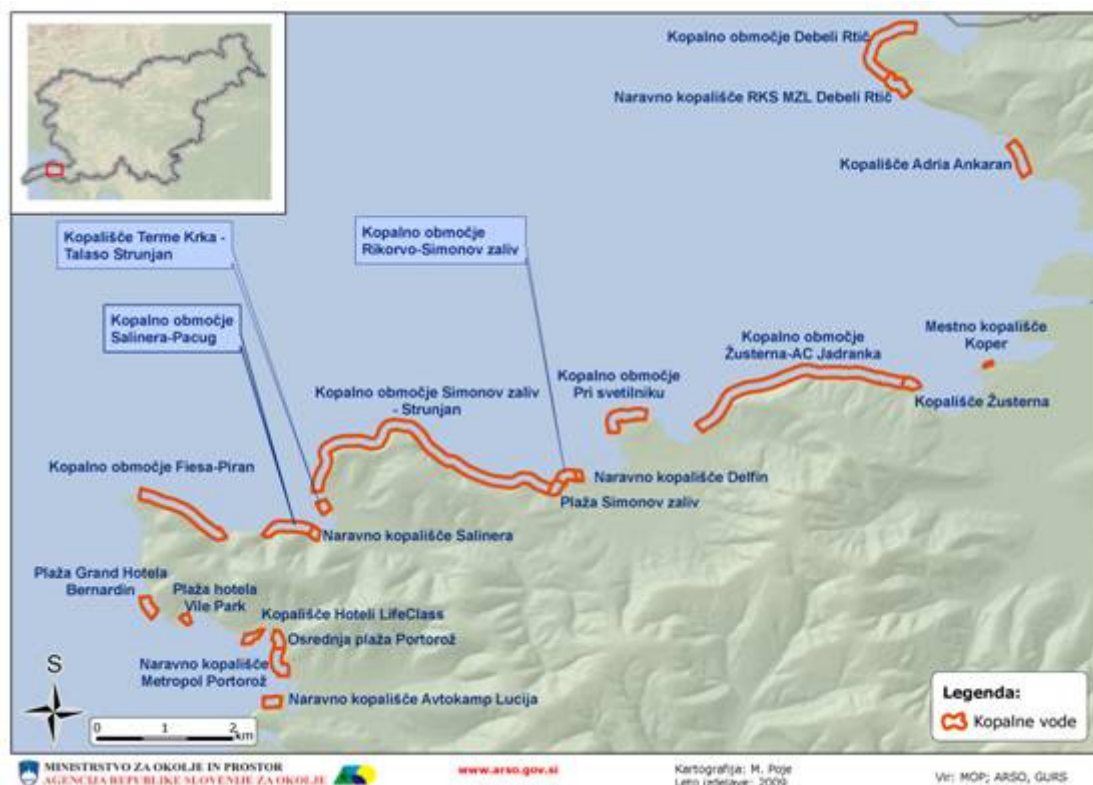 Kopalno območje Debeli Rtič
Naravno kopališče RKS MZL Debeli Rtič
Kopališče Adria Ankaran
Kopališče Terme Krka -
Talaso Strunjan
Kopalno območje
Rikorvo-Simonov zaliv
Kopalno območje
Salinera-Pacug
Mestno kopališče
Koper
Kopalno območje
Žusterna-AC Jadranka
Kopalno območje
Pri svetilniku
Kopalno območje Simonov zaliv
- Strunjan
Kopališče Žusterna
Kopalno območje Fiesa-Piran
Naravno kopališče Delfin
Plaža Simonov zaliv
Naravno kopališče Salinera
Plaža Grand Hotela
Bernardin
Plaža hotela
Vile Park
Kopališče Hoteli LifeClass
Osrednja plaža Portorož
Naravno kopališče
Metropol Portorož
Naravno kopališče Avtokamp Lucija
S
0 1 2
km
Legenda:
Kopalne vode
MINISTRSTVO ZA OKOLJE IN PROSTOR
AGENCIJA REPUBLIKE SLOVENIJE ZA OKOLJE
www.arso.gov.si
Kartografija: M. Poje
Leto izdelave: 2009
Vir: MOP; ARSO, GURS